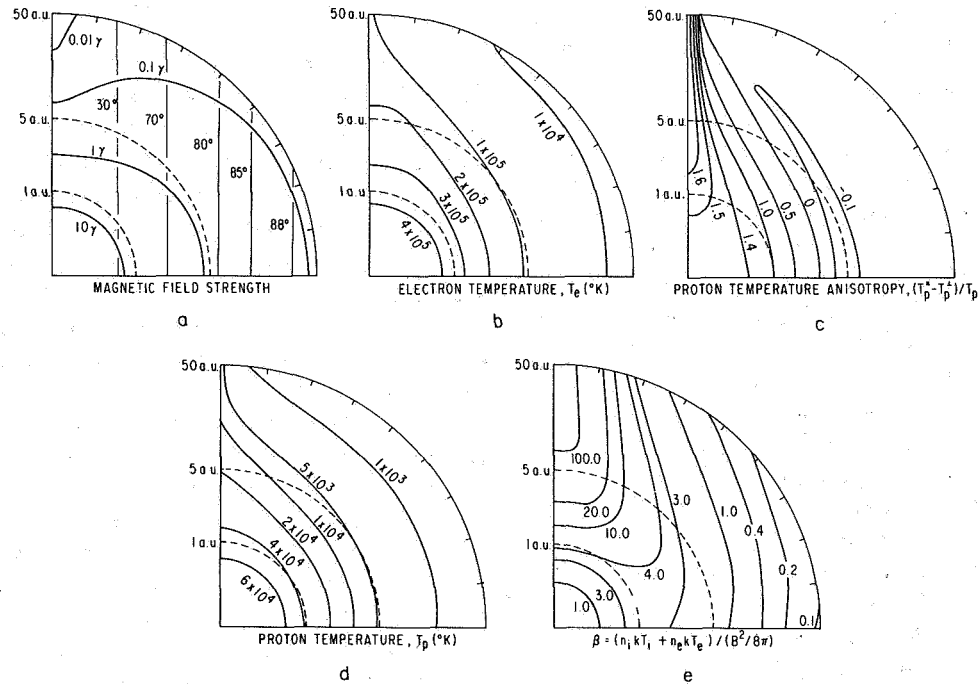 50 a.u.
0.01γ
0.1γ
30°
5 a.u.
70°
80°
1γ
85°
1 a.u.
10γ
88°
MAGNETIC FIELD STRENGTH
a
50 a.u.
1x10⁴
5 a.u.
1x10⁵
2x10⁵
1 a.u.
3x10⁵
4x10⁵
ELECTRON TEMPERATURE, Tₑ (°K)
b
50 a.u.
5 a.u.
1 a.u.
1.6
1.5
1.4
1.0
0.5
0
-0.1
PROTON TEMPERATURE ANISOTROPY, (Tₚ"-Tₚ⊥)/Tₚ
c
50 a.u.
5 a.u.
5x10³
1x10³
1x10⁴
2x10⁴
1 a.u.
4x10⁴
6x10⁴
PROTON TEMPERATURE, Tₚ (°K)
d
50 a.u.
100.0
5 a.u.
3.0
1.0
20.0
0.4
10.0
1 a.u.
4.0
0.2
3.0
1.0
0.1
β = (nᵢkTᵢ + nₑkTₑ)/(B²/8π)
e